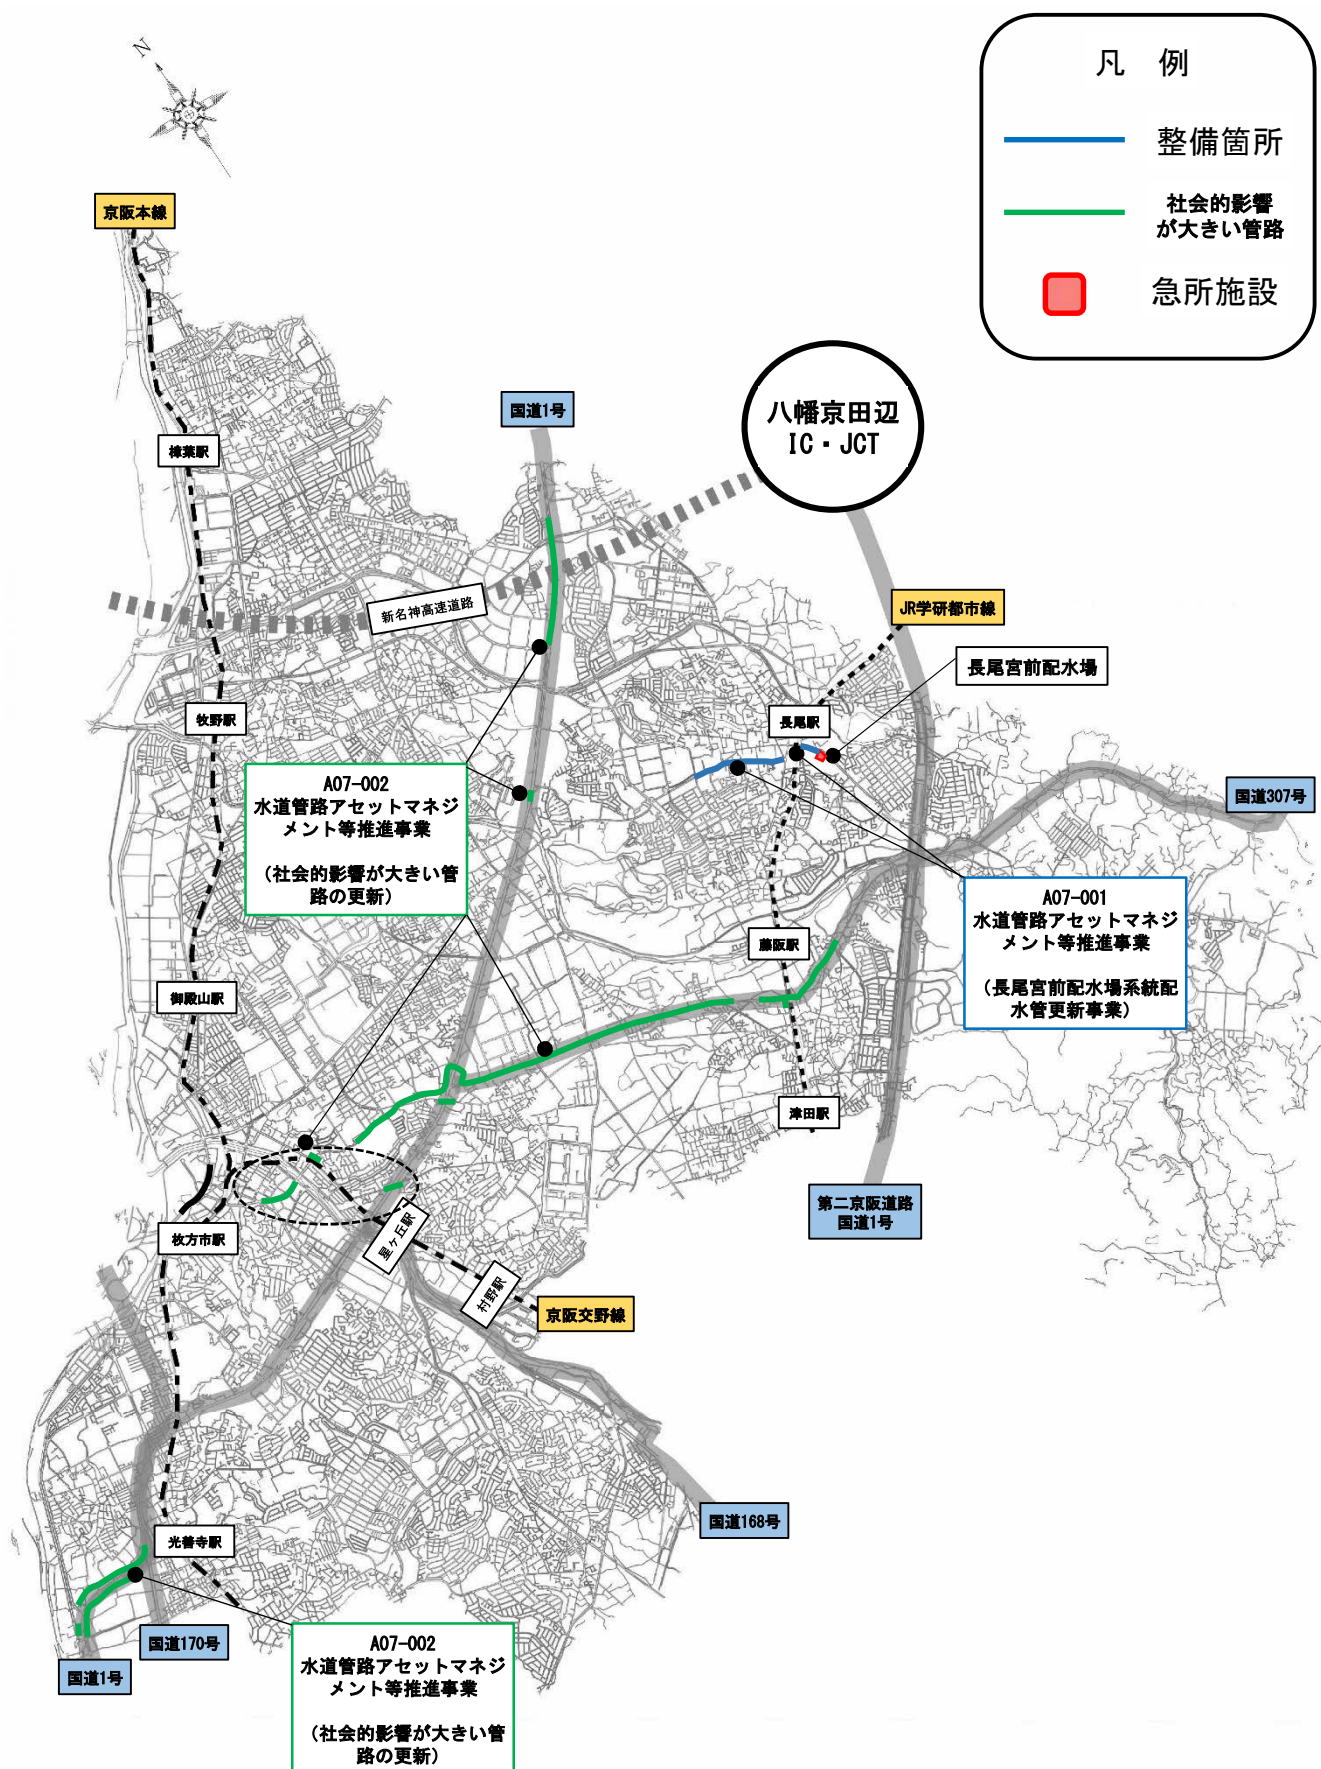 凡　例
整備箇所
社会的影響
が大きい管路
急所施設
N
京阪本線
国道1号
八幡京田辺
IC・JCT
樟葉駅
新名神高速道路
JR学研都市線
長尾宮前配水場
牧野駅
長尾駅
A07-002
水道管路アセットマネジ
メント等推進事業
（社会的影響が大きい管
路の更新）
国道307号
A07-001
水道管路アセットマネジ
メント等推進事業
（長尾宮前配水場系統配
水管更新事業）
藤阪駅
御殿山駅
津田駅
第二京阪道路
国道1号
枚方市駅
星ヶ丘駅
村野駅
京阪交野線
国道168号
光善寺駅
国道170号
国道1号
A07-002
水道管路アセットマネジ
メント等推進事業
（社会的影響が大きい管
路の更新）